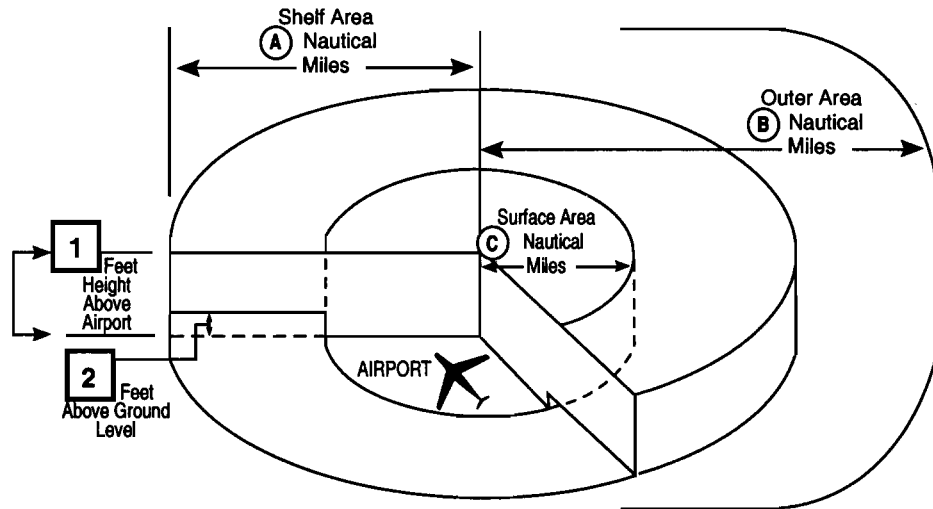 Shelf Area
A Nautical
Miles
Outer Area
B Nautical
Miles
Surface Area
C Nautical
Miles
1 Feet
Height
Above
Airport
2 Feet
Above Ground
Level
AIRPORT